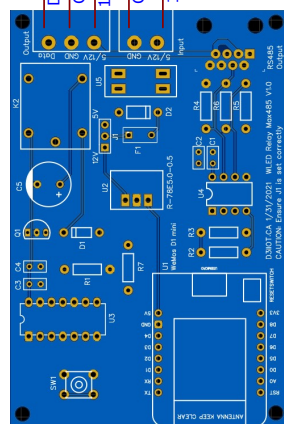 Output
Data
GND
5/12V
GND
5/12V
Input
RS485
Output
K2
U5
D2
5V
J1
12V
F1
R4
R6
R5
C2
C1
C5
+
U2
R-78E5.0-0.5
U4
Q1
D1
U1
WeMos D1 mini
R3
R2
C4
C3
R1
R7
U3
SW1
RESETSWITCH
5V
GND
D4
D3
D2
D1
RX
TX
3V3
D8
D7
D6
D5
D0
A0
RST
ANTENNA KEEP CLEAR
WLED Relay Max485 V1.0
D3IOT.CA 1/31/2021
CAUTION: Ensure J1 is set correctly